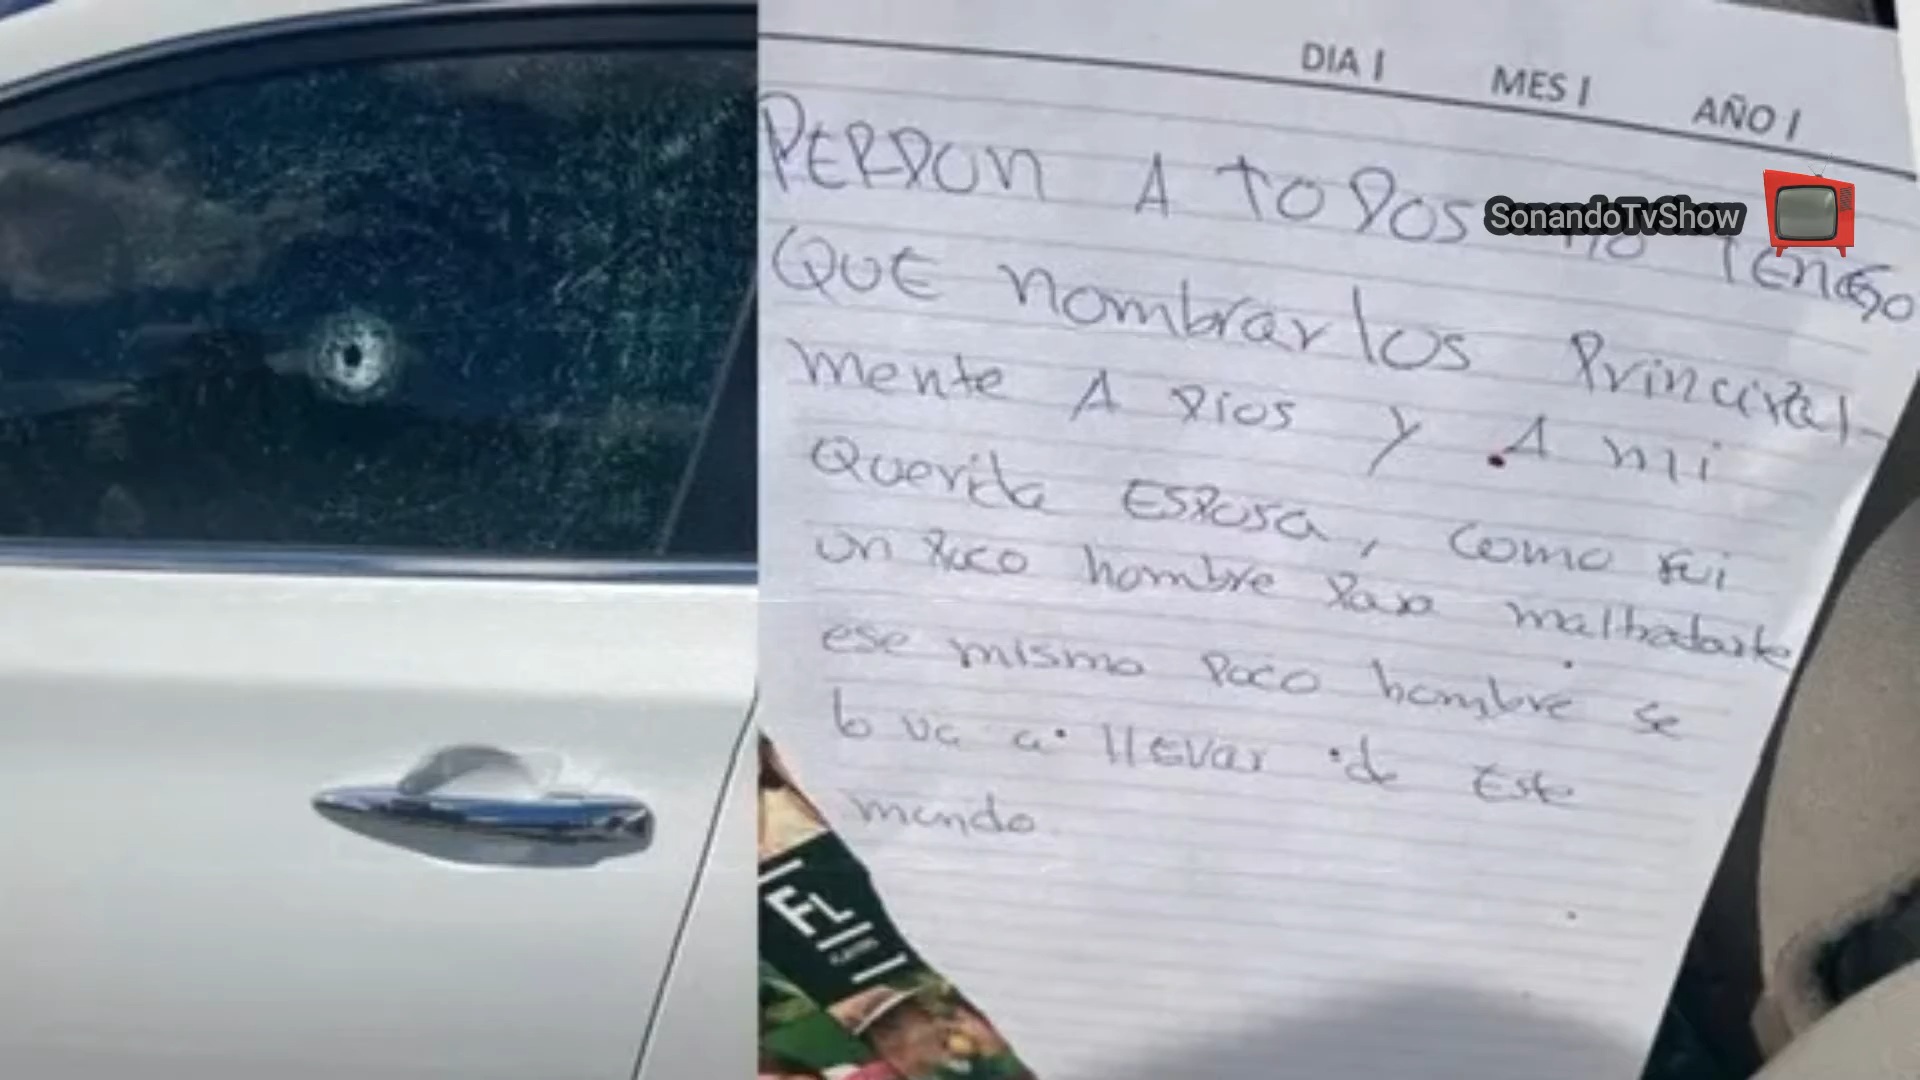 DIA | MES | AÑO |
PERDON A TODOS no TENGO
SonandoTvShow
QUE nombrarlos Principal-
mente A Dios y A mi
Querida ESPOSA, como fui
un Poco hombre Para maltratarte
ese mismo Poco hombre se
lo va a llevar de Este
mundo.